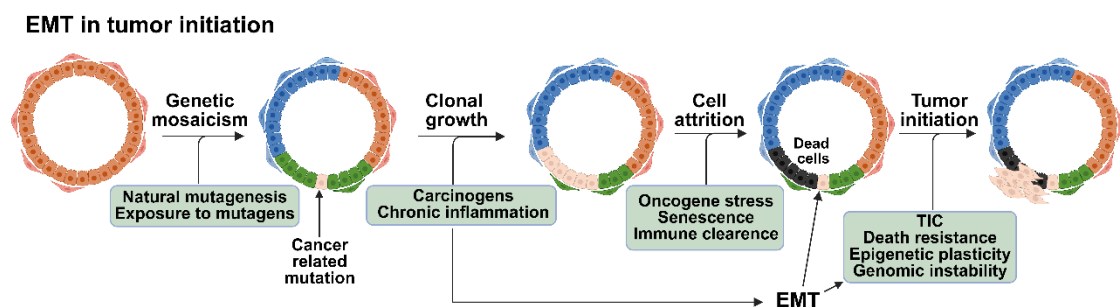 EMT in tumor initiation
Genetic
mosaicism
Natural mutagenesis
Exposure to mutagens
Cancer
related
mutation
Clonal
growth
Carcinogens
Chronic inflammation
Cell
attrition
Oncogene stress
Senescence
Immune clearence
Dead
cells
EMT
Tumor
initiation
TIC
Death resistance
Epigenetic plasticity
Genomic instability